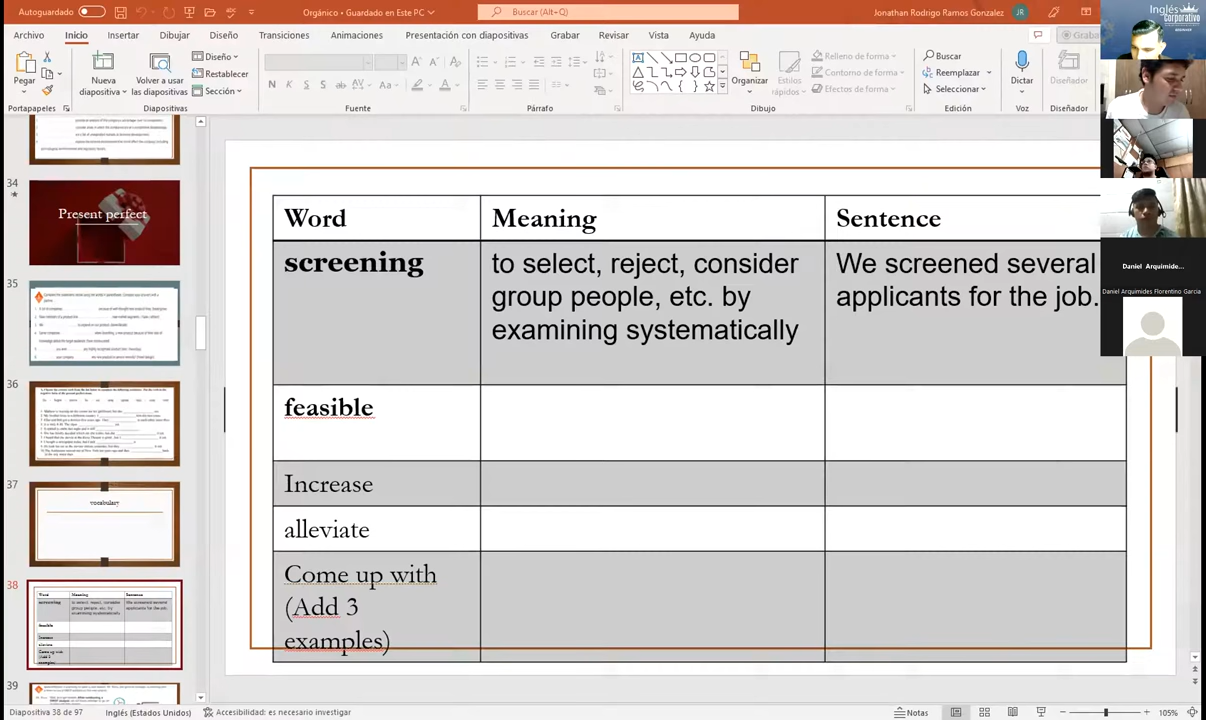 Autoguardado
Orgánico • Guardado en Este PC
Buscar (Alt+Q)
Jonathan Rodrigo Ramos Gonzalez
JR
Archivo
Inicio
Insertar
Dibujar
Diseño
Transiciones
Animaciones
Presentación con diapositivas
Grabar
Revisar
Vista
Ayuda
Pegar
Nueva
diapositiva
Volver a usar
las diapositivas
Diseño
Restablecer
Sección
Organizar
Estilos
rápidos
Relleno de forma
Contorno de forma
Efectos de forma
Buscar
Reemplazar
Seleccionar
Dictar
Diseñador
Portapapeles
Diapositivas
Fuente
Párrafo
Dibujo
Edición
Voz
Diseñador
Inglés
Corporativo
34
Present perfect
35
36
37
vocabulary
38
39
Word
Meaning
Sentence
screening
to select, reject, consider
group people, etc. by
examining systematically
We screened several
applicants for the job.
feasible
Increase
alleviate
Come up with
(Add 3
examples)
Daniel Arquimide...
Daniel Arquimides Florentino Garcia
Diapositiva 38 de 97
Inglés (Estados Unidos)
Accesibilidad: es necesario investigar
Notas
105%